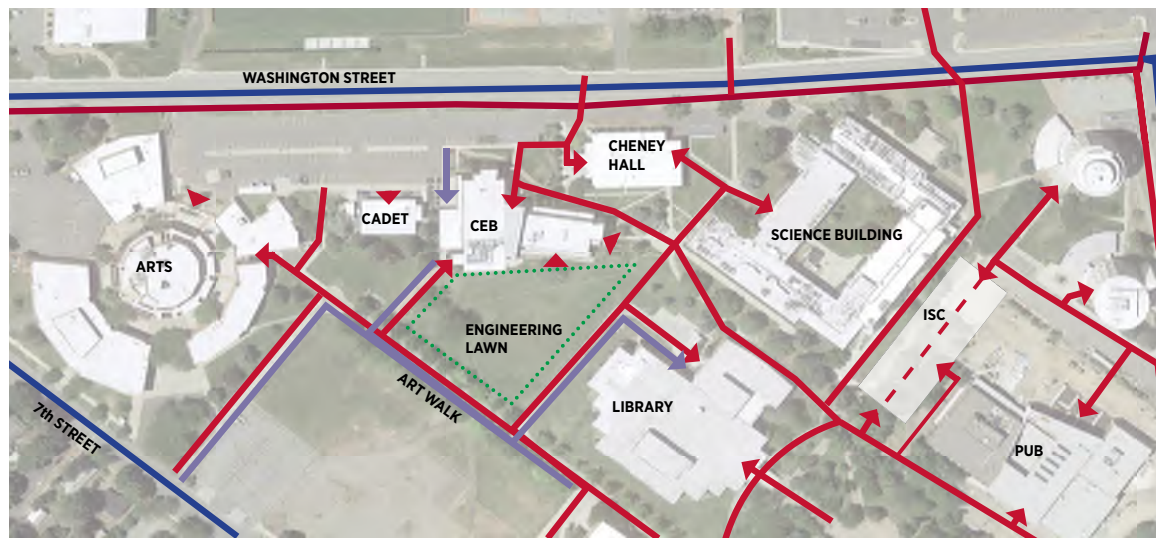 WASHINGTON STREET
CHENEY
HALL
CADET
CEB
SCIENCE BUILDING
ARTS
ISC
ENGINEERING
LAWN
ART WALK
LIBRARY
7th STREET
PUB